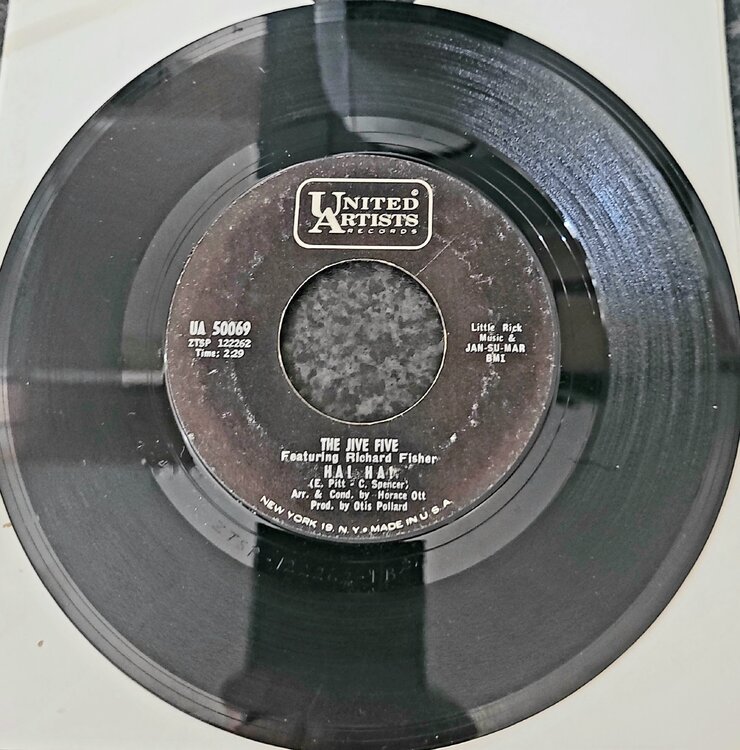 UNITED
ARTISTS
RECORDS
UA 50069
ZTSP 122262
Time: 2:29
Little Rick
Music &
JAN-SU-MAR
BMI
THE JIVE FIVE
Featuring Richard Fisher
HA! HA!
(E. Pitt - C. Spencer)
Arr. & Cond. by Horace Ott
Prod. by Otis Pollard
NEW YORK 19, N.Y. • MADE IN U.S.A.
ZTSP